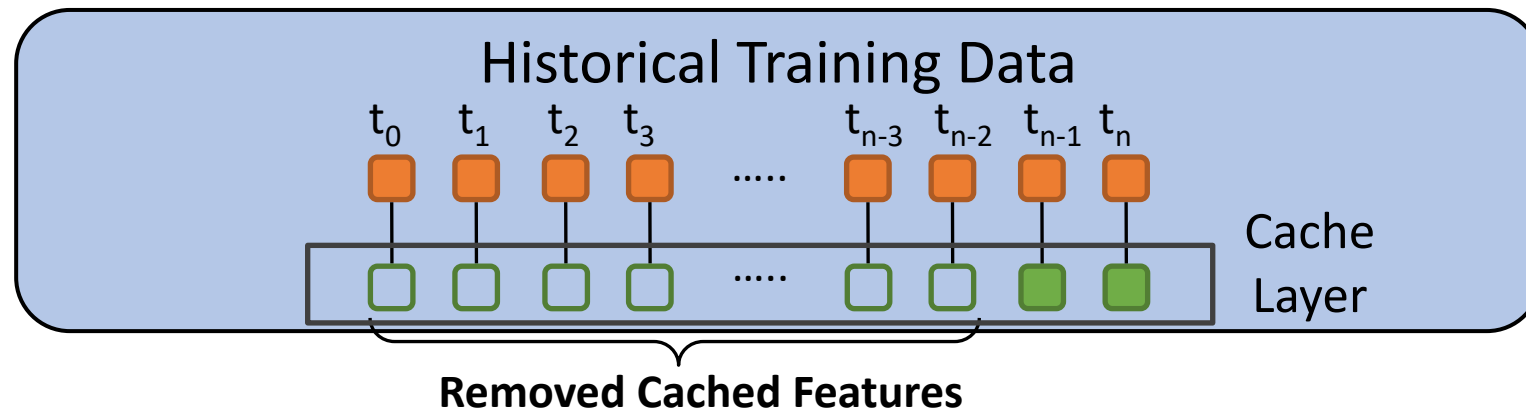 Historical Training Data
t₀ t₁ t₂ t₃ tₙ₋₃ tₙ₋₂ tₙ₋₁ tₙ
.....
Cache
Layer
.....
Removed Cached Features